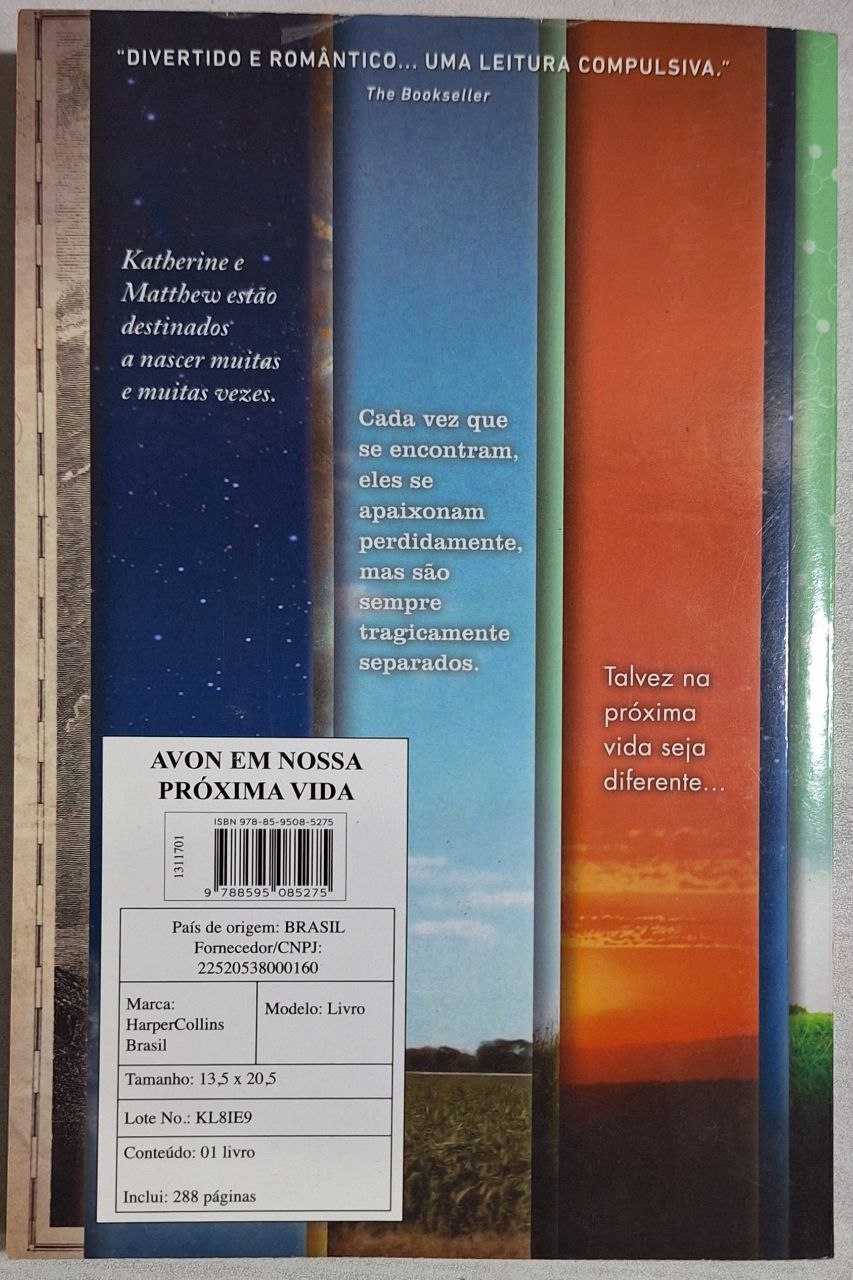 "DIVERTIDO E ROMÂNTICO... UMA LEITURA COMPULSIVA."
The Bookseller
Katherine e
Matthew estão
destinados
a nascer muitas
e muitas vezes.
Cada vez que
se encontram,
eles se
apaixonam
perdidamente,
mas são
sempre
tragicamente
separados.
Talvez na
próxima
vida seja
diferente...
AVON EM NOSSA
PRÓXIMA VIDA
ISBN 978-85-9508-5275
1311701
9 788595 085275
País de origem: BRASIL
Fornecedor/CNPJ:
22520538000160
Marca:
HarperCollins
Brasil
Modelo: Livro
Tamanho: 13,5 x 20,5
Lote No.: KL8IE9
Conteúdo: 01 livro
Inclui: 288 páginas